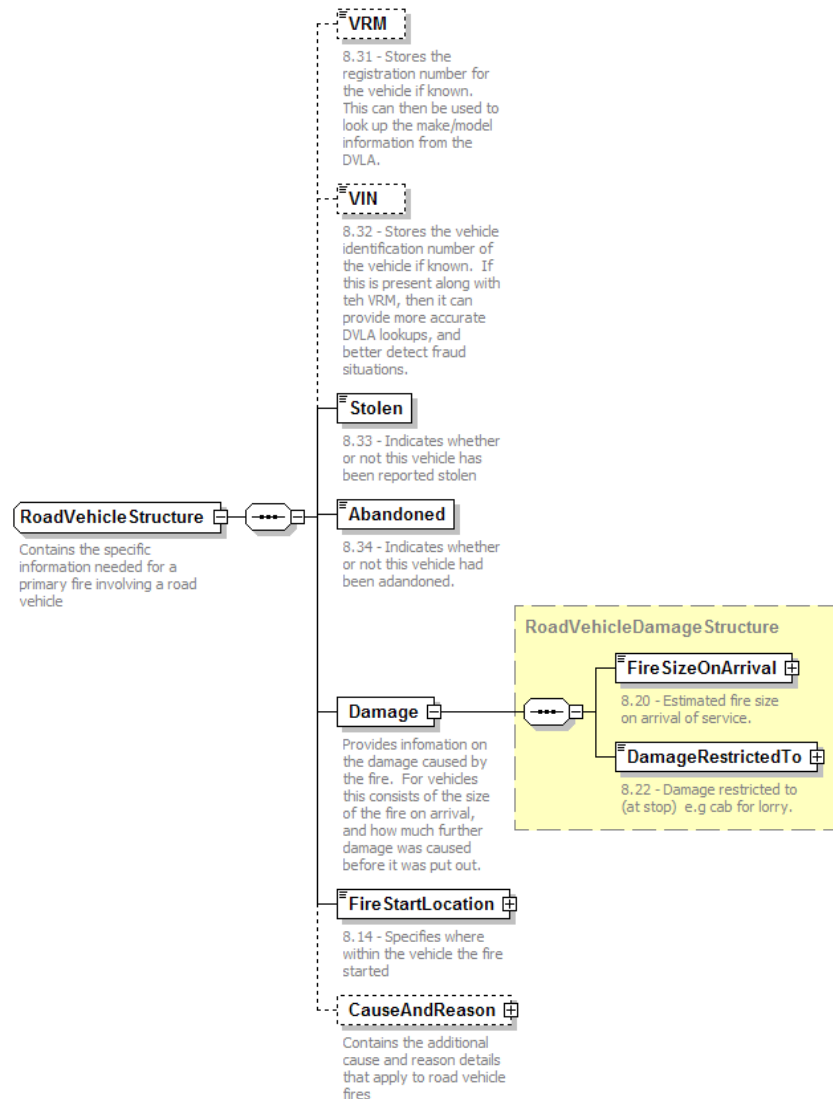 VRM
8.31 - Stores the
registration number for
the vehicle if known.
This can then be used to
look up the make/model
information from the
DVLA.
VIN
8.32 - Stores the vehicle
identification number of
the vehicle if known.  If
this is present along with
teh VRM, then it can
provide more accurate
DVLA lookups, and
better detect fraud
situations.
Stolen
8.33 - Indicates whether
or not this vehicle has
been reported stolen
RoadVehicleStructure
Contains the specific
information needed for a
primary fire involving a road
vehicle
Abandoned
8.34 - Indicates whether
or not this vehicle had
been adandoned.
Damage
Provides infomation on
the damage caused by
the fire.  For vehicles
this consists of the size
of the fire on arrival,
and how much further
damage was caused
before it was put out.
RoadVehicleDamageStructure
FireSizeOnArrival
8.20 - Estimated fire size
on arrival of service.
DamageRestrictedTo
8.22 - Damage restricted to
(at stop)  e.g cab for lorry.
FireStartLocation
8.14 - Specifies where
within the vehicle the fire
started
CauseAndReason
Contains the additional
cause and reason details
that apply to road vehicle
fires